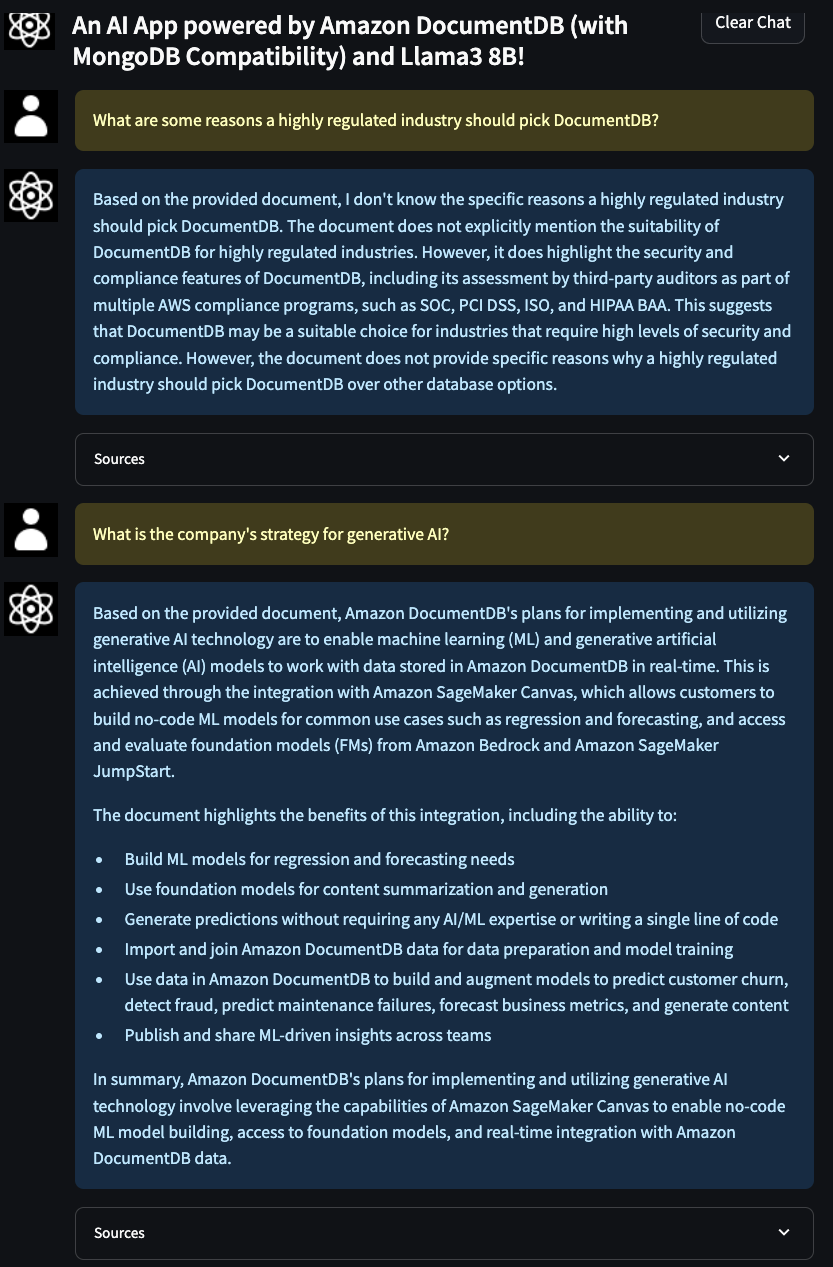 An AI App powered by Amazon DocumentDB (with
MongoDB Compatibility) and Llama3 8B!
Clear Chat
What are some reasons a highly regulated industry should pick DocumentDB?
Based on the provided document, I don't know the specific reasons a highly regulated industry
should pick DocumentDB. The document does not explicitly mention the suitability of
DocumentDB for highly regulated industries. However, it does highlight the security and
compliance features of DocumentDB, including its assessment by third-party auditors as part of
multiple AWS compliance programs, such as SOC, PCI DSS, ISO, and HIPAA BAA. This suggests
that DocumentDB may be a suitable choice for industries that require high levels of security and
compliance. However, the document does not provide specific reasons why a highly regulated
industry should pick DocumentDB over other database options.
Sources
What is the company's strategy for generative AI?
Based on the provided document, Amazon DocumentDB's plans for implementing and utilizing
generative AI technology are to enable machine learning (ML) and generative artificial
intelligence (AI) models to work with data stored in Amazon DocumentDB in real-time. This is
achieved through the integration with Amazon SageMaker Canvas, which allows customers to
build no-code ML models for common use cases such as regression and forecasting, and access
and evaluate foundation models (FMs) from Amazon Bedrock and Amazon SageMaker
JumpStart.
The document highlights the benefits of this integration, including the ability to:
• Build ML models for regression and forecasting needs
• Use foundation models for content summarization and generation
• Generate predictions without requiring any AI/ML expertise or writing a single line of code
• Import and join Amazon DocumentDB data for data preparation and model training
• Use data in Amazon DocumentDB to build and augment models to predict customer churn,
detect fraud, predict maintenance failures, forecast business metrics, and generate content
• Publish and share ML-driven insights across teams
In summary, Amazon DocumentDB's plans for implementing and utilizing generative AI
technology involve leveraging the capabilities of Amazon SageMaker Canvas to enable no-code
ML model building, access to foundation models, and real-time integration with Amazon
DocumentDB data.
Sources